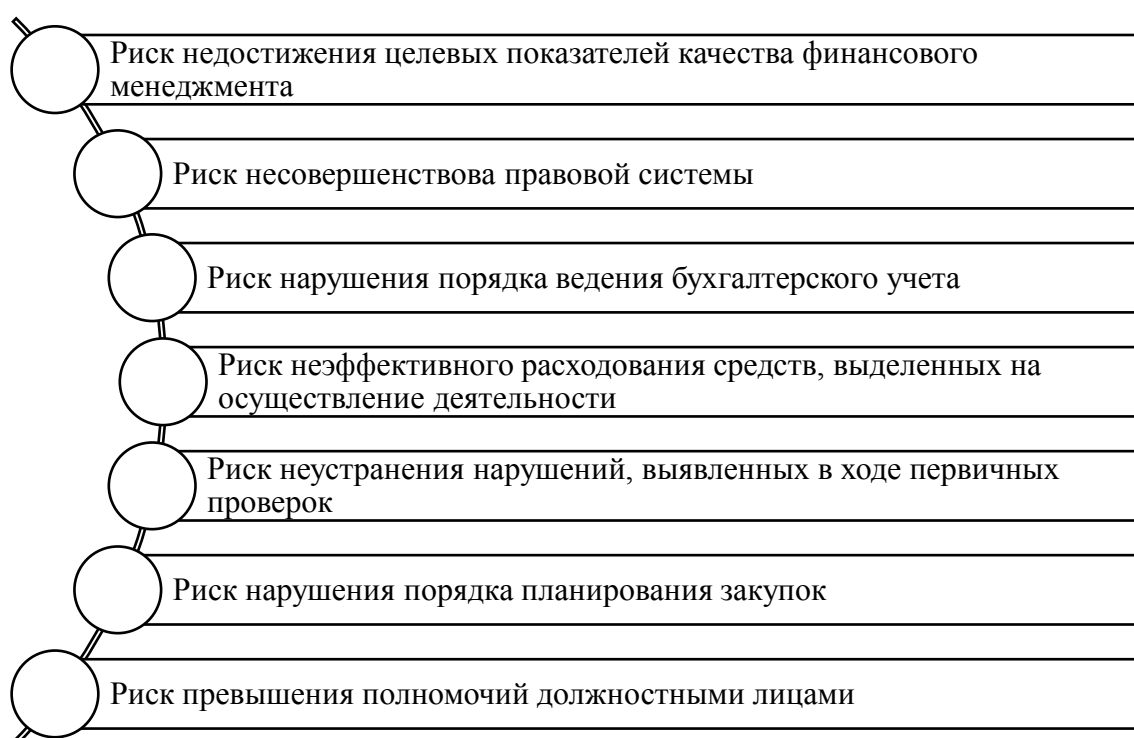 Риск недостижения целевых показателей качества финансового
менеджмента
Риск несовершенствова правовой системы
Риск нарушения порядка ведения бухгалтерского учета
Риск неэффективного расходования средств, выделенных на
осуществление деятельности
Риск неустранения нарушений, выявленных в ходе первичных
проверок
Риск нарушения порядка планирования закупок
Риск превышения полномочий должностными лицами